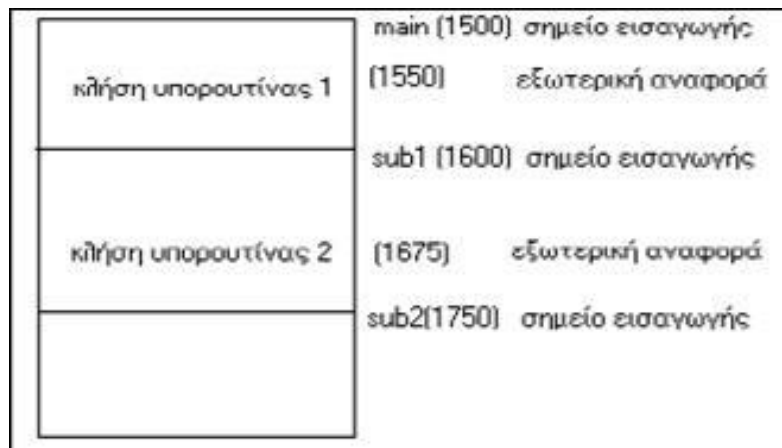 main (1500) σημείο εισαγωγής
κλήση υπορουτίνας 1 (1550) εξωτερική αναφορά
sub1 (1600) σημείο εισαγωγής
κλήση υπορουτίνας 2 (1675) εξωτερική αναφορά
sub2(1750) σημείο εισαγωγής